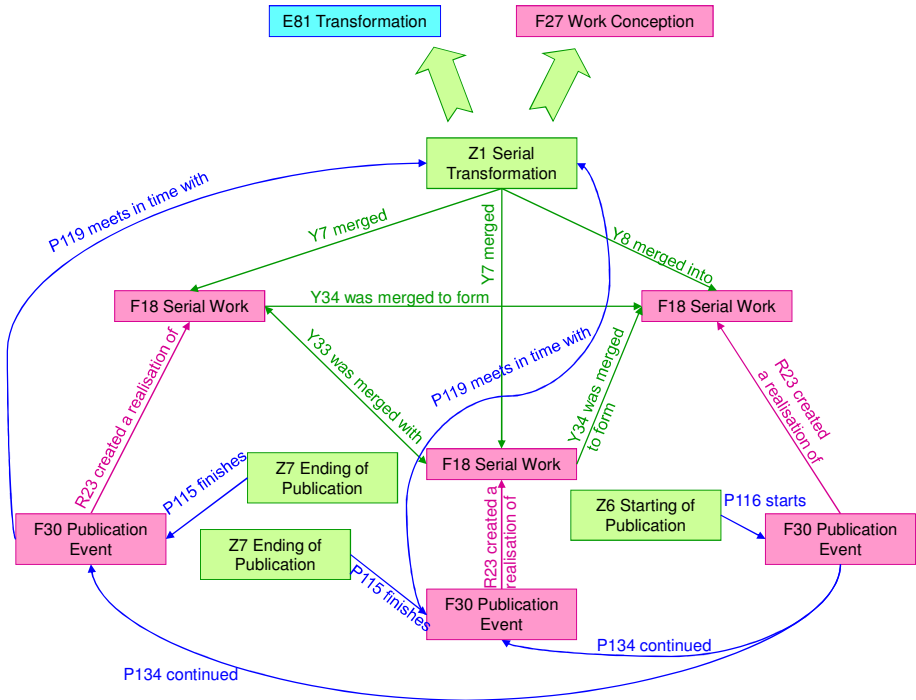 E81 Transformation
F27 Work Conception
Z1 Serial
Transformation
P119 meets in time with
Y7 merged
Y7 merged
Y8 merged into
F18 Serial Work
Y34 was merged to form
F18 Serial Work
R23 created a realisation of
Y33 was merged with
P119 meets in time with
Y34 was merged
to form
R23 created
a realisation of
F18 Serial Work
Z7 Ending of
Publication
P115 finishes
Z6 Starting of
Publication
P116 starts
F30 Publication
Event
Z7 Ending of
Publication
P115 finishes
R23 created a
realisation of
F30 Publication
Event
F30 Publication
Event
P134 continued
P134 continued